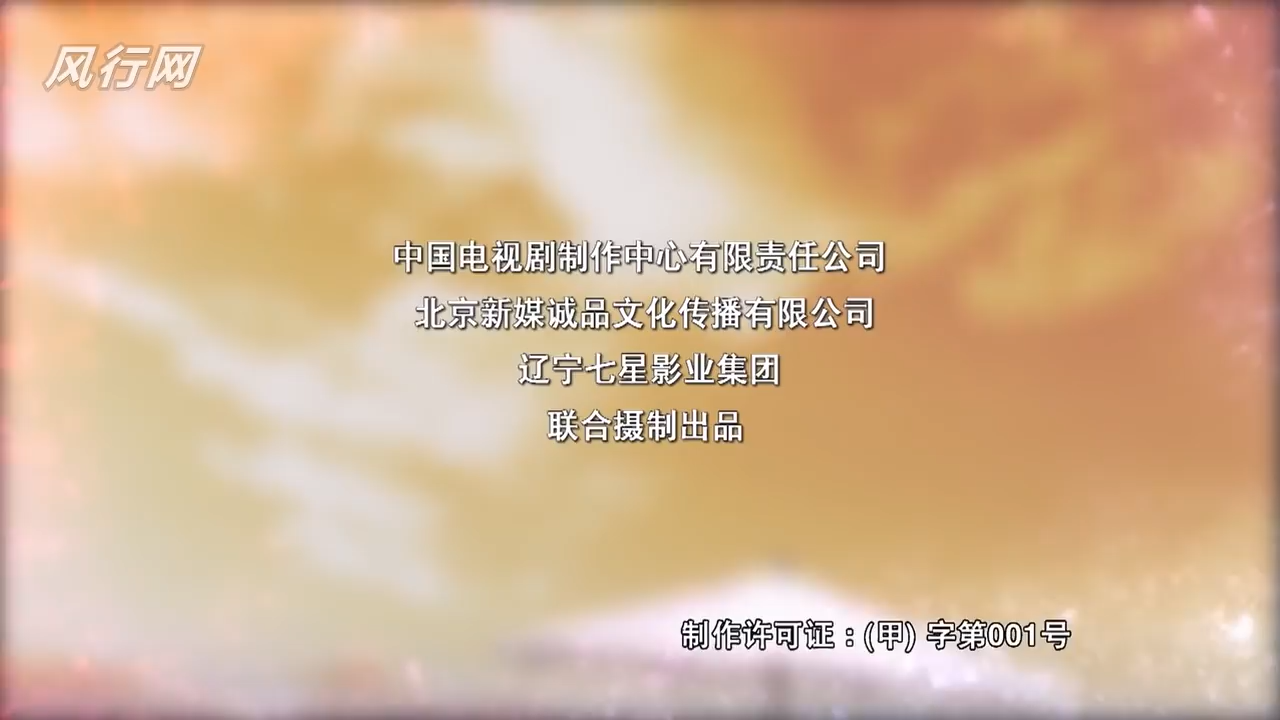 风行网
中国电视剧制作中心有限责任公司
北京新媒诚品文化传播有限公司
辽宁七星影业集团
联合摄制出品
制作许可证：(甲) 字第001号